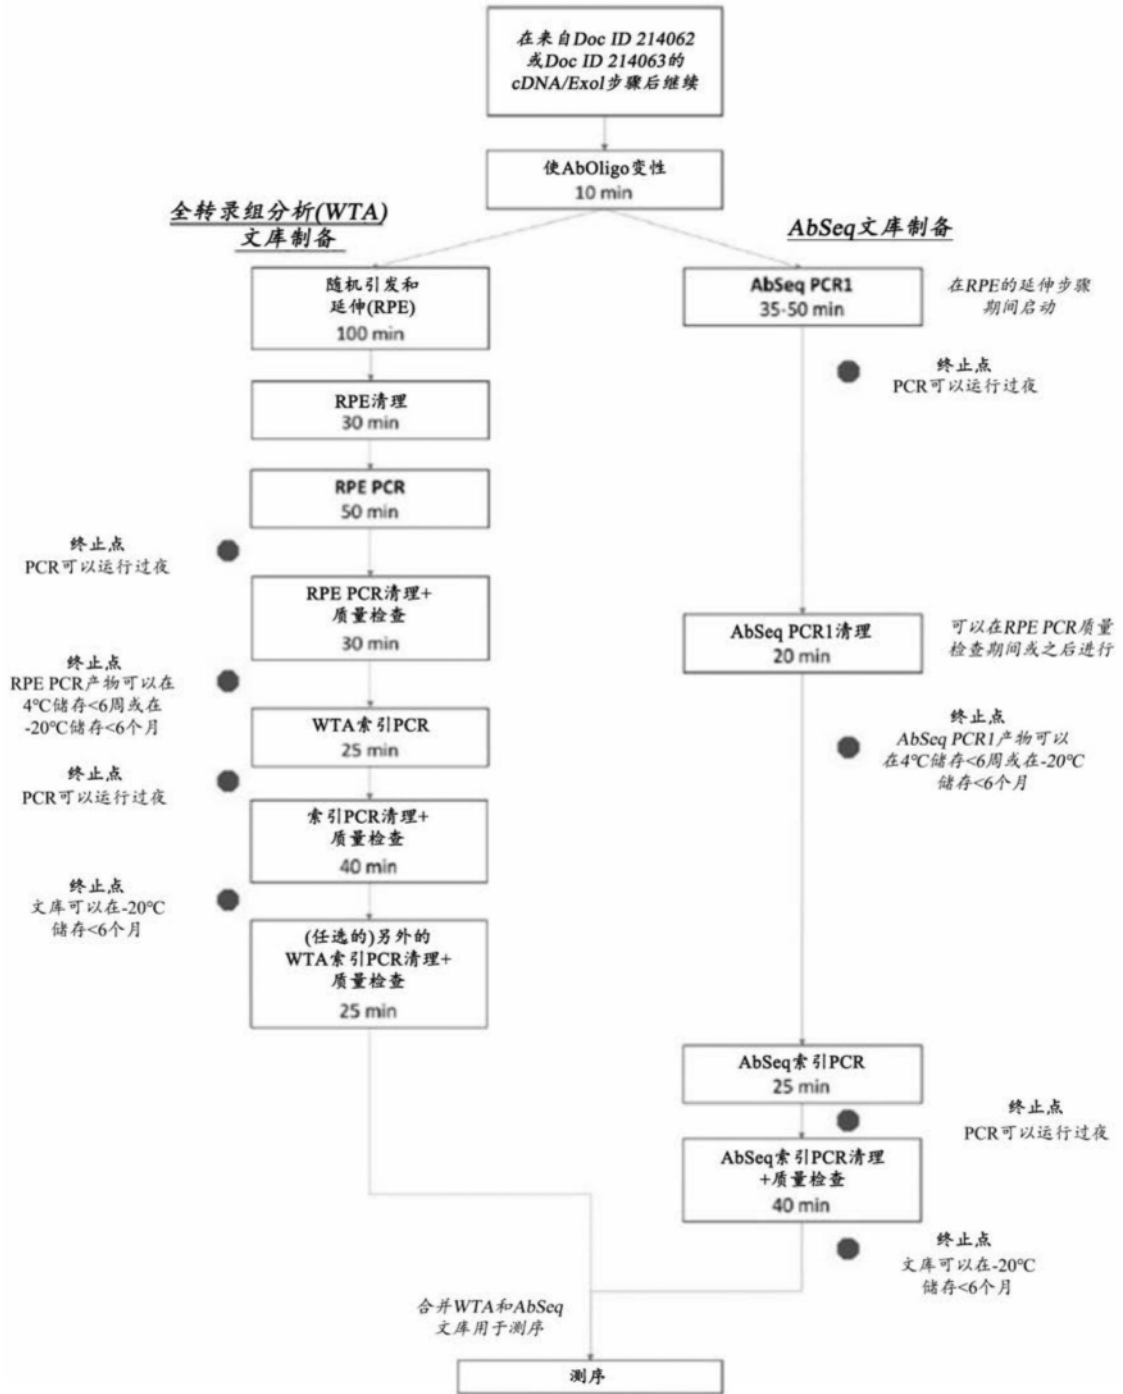 在来自Doc ID 214062
或Doc ID 214063的
cDNA/ExoI步骤后继续
使AbOligo变性
10 min
全转录组分析(WTA)
文库制备
随机引发和
延伸(RPE)
100 min
RPE清理
30 min
RPE PCR
50 min
终止点
PCR可以运行过夜
RPE PCR清理+
质量检查
30 min
终止点
RPE PCR产物可以在
4℃储存<6周或在
-20℃储存<6个月
WTA索引PCR
25 min
终止点
PCR可以运行过夜
索引PCR清理+
质量检查
40 min
终止点
文库可以在-20℃
储存<6个月
(任选的)另外的
WTA索引PCR清理+
质量检查
25 min
AbSeq文库制备
AbSeq PCR1
35-50 min
在RPE的延伸步骤
期间启动
终止点
PCR可以运行过夜
AbSeq PCR1清理
20 min
可以在RPE PCR质量
检查期间或之后进行
终止点
AbSeq PCR1产物可以
在4℃储存<6周或在-20℃
储存<6个月
AbSeq索引PCR
25 min
终止点
PCR可以运行过夜
AbSeq索引PCR清理
+质量检查
40 min
终止点
文库可以在-20℃
储存<6个月
合并WTA和AbSeq
文库用于测序
测序